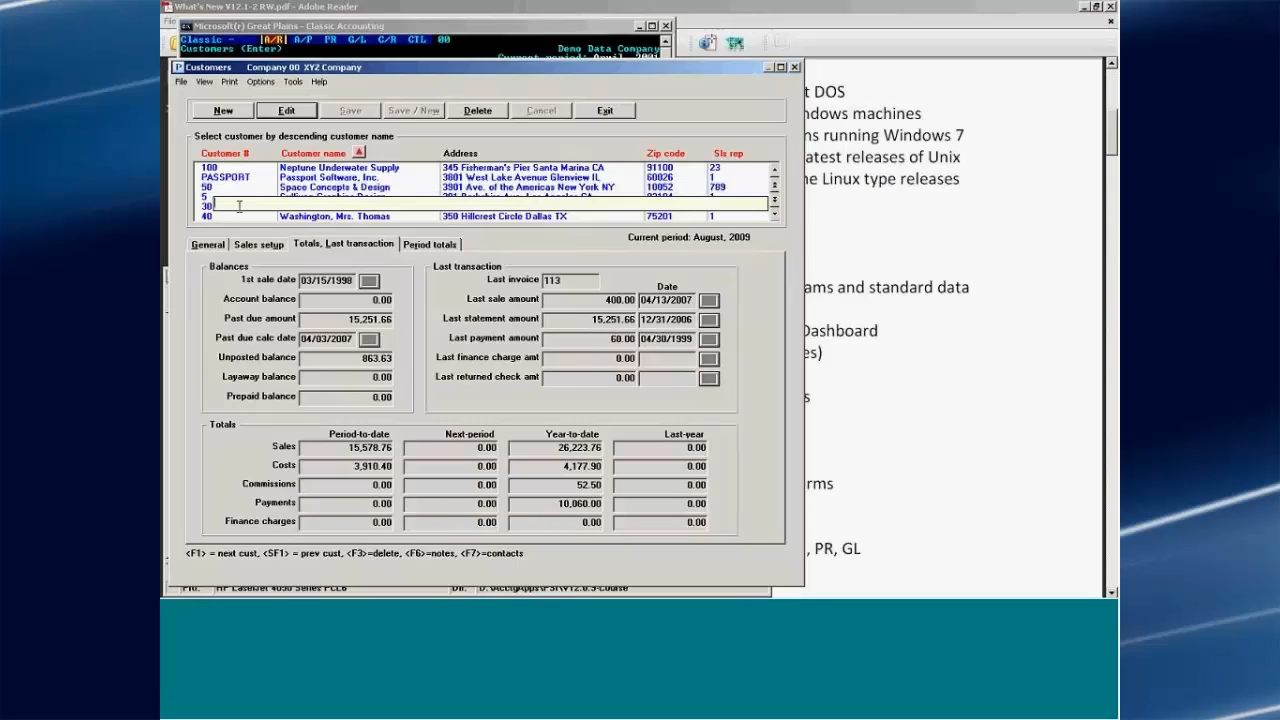 What's New V12.1-2 RW.pdf - Adobe Reader
Microsoft(r) Great Plains - Classic Accounting
Classic - [A/R] A/P PR G/L C/R CTL 00
Customers (Enter) Demo Data Company
Customers Company 00 XYZ Company
File View Print Options Tools Help
New Edit Save Save / New Delete Cancel Exit
Select customer by descending customer name
Customer # Customer name Address Zip code Sls rep
100 Neptune Underwater Supply 345 Fisherman's Pier Santa Marina CA 91100 23
PASSPORT Passport Software, Inc. 3801 West Lake Avenue Glenview IL 60026 1
50 Space Concepts & Design 3901 Ave. of the Americas New York NY 10052 789
5
30
40 Washington, Mrs. Thomas 350 Hillcrest Circle Dallas TX 75201 1
Current period: August, 2009
General Sales setup Totals, Last transaction Period totals
Balances
1st sale date 03/15/1998
Account balance 0.00
Past due amount 15,251.66
Past due calc date 04/03/2007
Unposted balance 863.63
Layaway balance 0.00
Prepaid balance 0.00
Last transaction
Last invoice 113
Date
Last sale amount 400.00 04/13/2007
Last statement amount 15,251.66 12/31/2006
Last payment amount 60.00 04/30/1999
Last finance charge amt 0.00
Last returned check amt 0.00
Totals
Period-to-date Next-period Year-to-date Last-year
Sales 15,578.76 0.00 26,223.76 0.00
Costs 3,910.40 0.00 4,177.90 0.00
Commissions 0.00 0.00 52.50 0.00
Payments 0.00 0.00 10,060.00 0.00
Finance charges 0.00 0.00 0.00 0.00
<F1> = next cust, <SF1> = prev cust, <F3>=delete, <F6>=notes, <F7>=contacts
t DOS
ndows machines
ns running Windows 7
atest releases of Unix
he Linux type releases
ams and standard data
Dashboard
es)
s
rms
, PR, GL